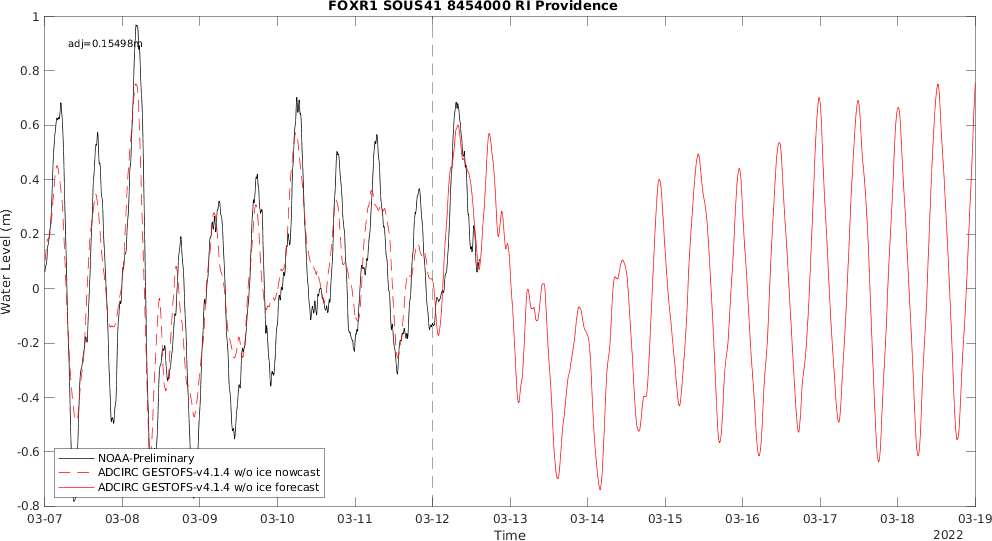 FOXR1 SOUS41 8454000 RI Providence
adj=0.15498m
Water Level (m)
1
0.8
0.6
0.4
0.2
0
-0.2
-0.4
-0.6
-0.8
NOAA-Preliminary
ADCIRC GESTOFS-v4.1.4 w/o ice nowcast
ADCIRC GESTOFS-v4.1.4 w/o ice forecast
03-07 03-08 03-09 03-10 03-11 03-12 03-13 03-14 03-15 03-16 03-17 03-18 03-19
Time
2022